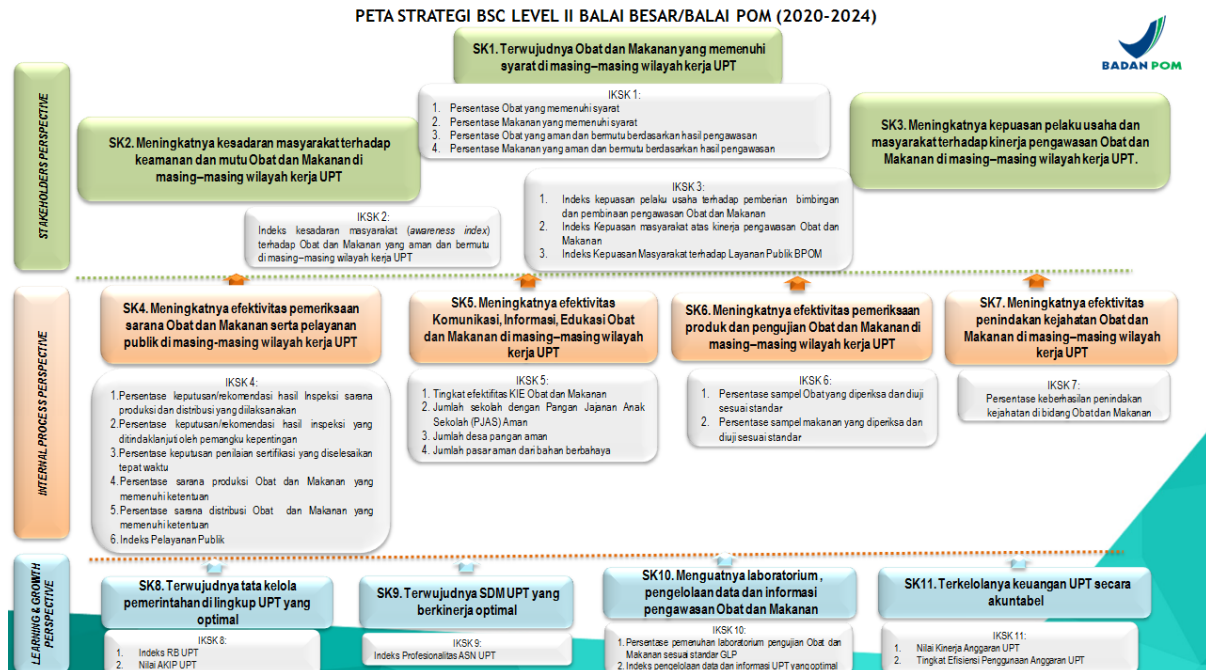 PETA STRATEGI BSC LEVEL II BALAI BESAR/BALAI POM (2020-2024)
BADAN POM
STAKEHOLDERS PERSPECTIVE
SK1. Terwujudnya Obat dan Makanan yang memenuhi
syarat di masing–masing wilayah kerja UPT
IKSK 1:
1. Persentase Obat yang memenuhi syarat
2. Persentase Makanan yang memenuhi syarat
3. Persentase Obat yang aman dan bermutu berdasarkan hasil pengawasan
4. Persentase Makanan yang aman dan bermutu berdasarkan hasil pengawasan
SK2. Meningkatnya kesadaran masyarakat terhadap
keamanan dan mutu Obat dan Makanan di
masing–masing wilayah kerja UPT
IKSK 2:
Indeks kesadaran masyarakat (awareness index)
terhadap Obat dan Makanan yang aman dan bermutu
di masing–masing wilayah kerja UPT
SK3. Meningkatnya kepuasan pelaku usaha dan
masyarakat terhadap kinerja pengawasan Obat dan
Makanan di masing–masing wilayah kerja UPT.
IKSK 3:
1. Indeks kepuasan pelaku usaha terhadap pemberian bimbingan
dan pembinaan pengawasan Obat dan Makanan
2. Indeks Kepuasan masyarakat atas kinerja pengawasan Obat dan
Makanan
3. Indeks Kepuasan Masyarakat terhadap Layanan Publik BPOM
INTERNAL PROCESS PERSPECTIVE
SK4. Meningkatnya efektivitas pemeriksaan
sarana Obat dan Makanan serta pelayanan
publik di masing-masing wilayah kerja UPT
IKSK 4:
1.Persentase keputusan/rekomendasi hasil Inspeksi sarana
produksi dan distribusi yang diilaksanakan
2.Persentase keputusan/rekomendasi hasil inspeksi yang
ditindaklanjuti oleh pemangku kepentingan
3.Persentase keputusan penilaian sertifikasi yang diselesaikan
tepat waktu
4.Persentase sarana produksi Obat dan Makanan yang
memenuhi ketentuan
5.Persentase sarana distribusi Obat dan Makanan yang
memenuhi ketentuan
6. Indeks Pelayanan Publik
SK5. Meningkatnya efektivitas
Komunikasi, Informasi, Edukasi Obat
dan Makanan di masing–masing wilayah
kerja UPT
IKSK 5:
1. Tingkat efektifitas KIE Obat dan Makanan
2. Jumlah sekolah dengan Pangan Jajanan Anak
Sekolah (PJAS) Aman
3. Jumlah desa pangan aman
4. Jumlah pasar aman dari bahan berbahaya
SK6. Meningkatnya efektivitas pemeriksaan
produk dan pengujian Obat dan Makanan di
masing–masing wilayah kerja UPT
IKSK 6:
1. Persentase sampel Obat yang diperiksa dan diuji
sesuai standar
2. Persentase sampel makanan yang diperiksa dan
diuji sesuai standar
SK7. Meningkatnya efektivitas
penindakan kejahatan Obat dan
Makanan di masing–masing wilayah
kerja UPT
IKSK 7:
Persentase keberhasilan penindakan
kejahatan di bidang Obat dan Makanan
LEARNING & GROWTH
PERSPECTIVE
SK8. Terwujudnya tata kelola
pemerintahan di lingkup UPT yang
optimal
IKSK 8:
1. Indeks RB UPT
2. Nilai AKIP UPT
SK9. Terwujudnya SDM UPT yang
berkinerja optimal
IKSK 9:
Indeks Profesionalitas ASN UPT
SK10. Menguatnya laboratorium ,
pengelolaan data dan informasi
pengawasan Obat dan Makanan
IKSK 10:
1. Persentase pemenuhan laboratorium pengujian Obat dan
Makanan sesuai standar GLP
2. Indeks pengelolaan data dan informasi UPT yang optimal
SK11. Terkelolanya keuangan UPT secara
akuntabel
IKSK 11:
1. Nilai Kinerja Anggaran UPT
2. Tingkat Efisiensi Penggunaan Anggaran UPT